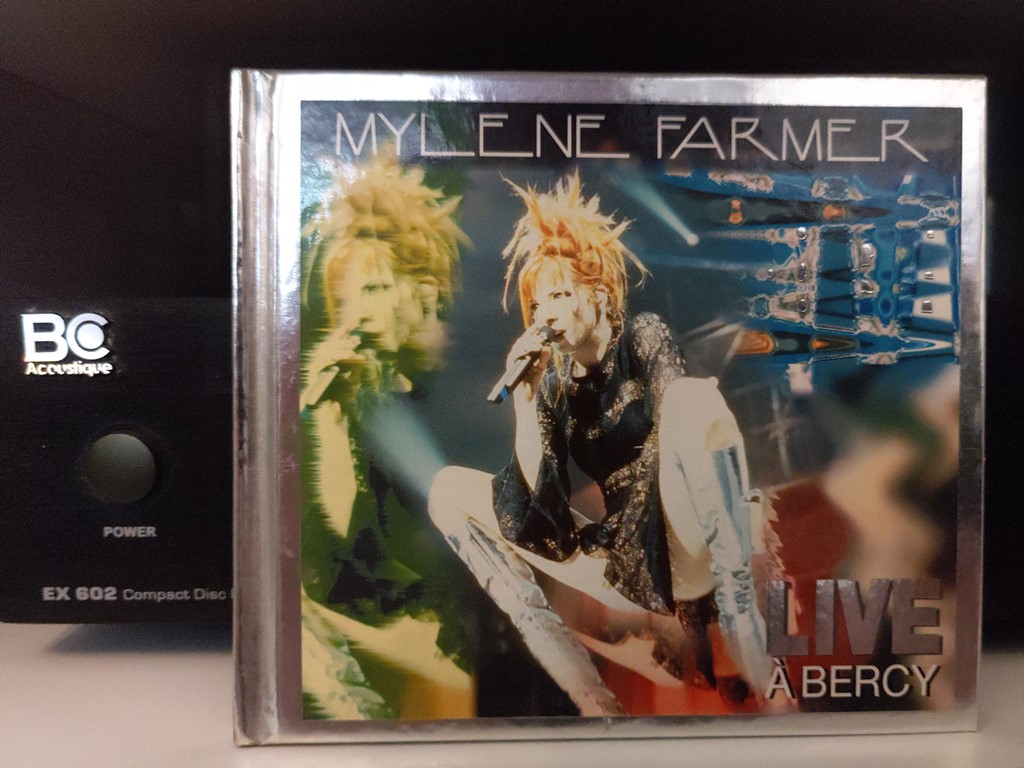 MYLENE FARMER
BC
Acoustique
POWER
EX 602 Compact Disc
LIVE
À BERCY